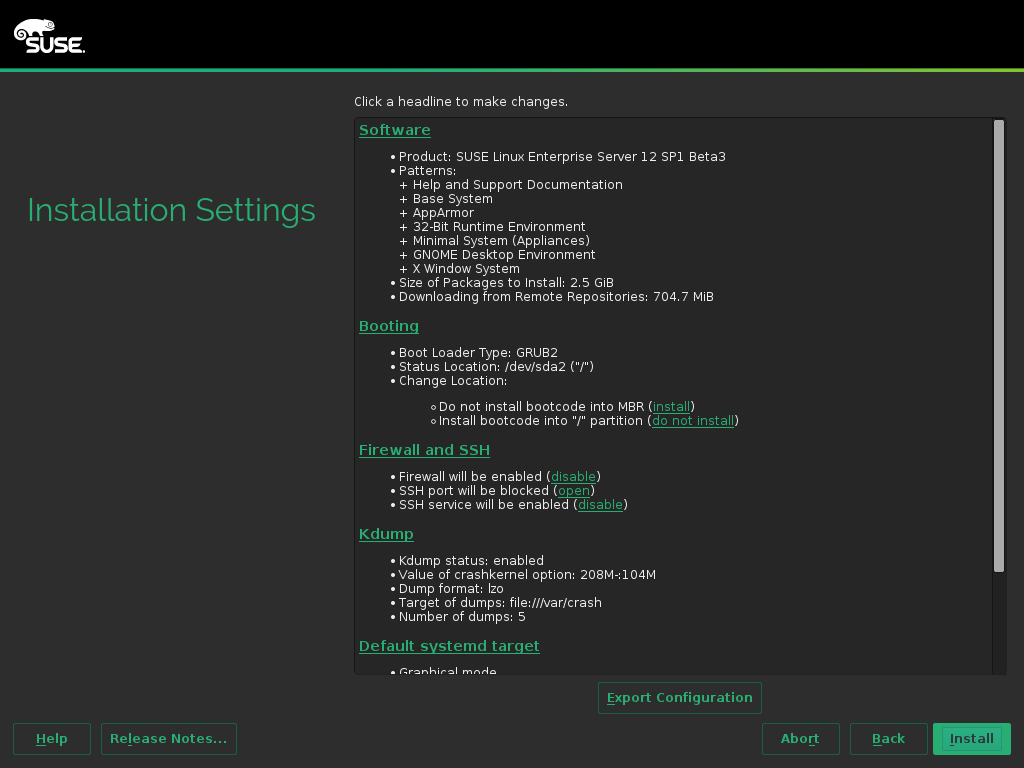 SUSE.
Click a headline to make changes.
Installation Settings
Software
• Product: SUSE Linux Enterprise Server 12 SP1 Beta3
• Patterns:
+ Help and Support Documentation
+ Base System
+ AppArmor
+ 32-Bit Runtime Environment
+ Minimal System (Appliances)
+ GNOME Desktop Environment
+ X Window System
• Size of Packages to Install: 2.5 GiB
• Downloading from Remote Repositories: 704.7 MiB
Booting
• Boot Loader Type: GRUB2
• Status Location: /dev/sda2 ("/")
• Change Location:
◦ Do not install bootcode into MBR (install)
◦ Install bootcode into "/" partition (do not install)
Firewall and SSH
• Firewall will be enabled (disable)
• SSH port will be blocked (open)
• SSH service will be enabled (disable)
Kdump
• Kdump status: enabled
• Value of crashkernel option: 208M-:104M
• Dump format: lzo
• Target of dumps: file:///var/crash
• Number of dumps: 5
Default systemd target
• Graphical mode
Export Configuration
Help Release Notes... Abort Back Install